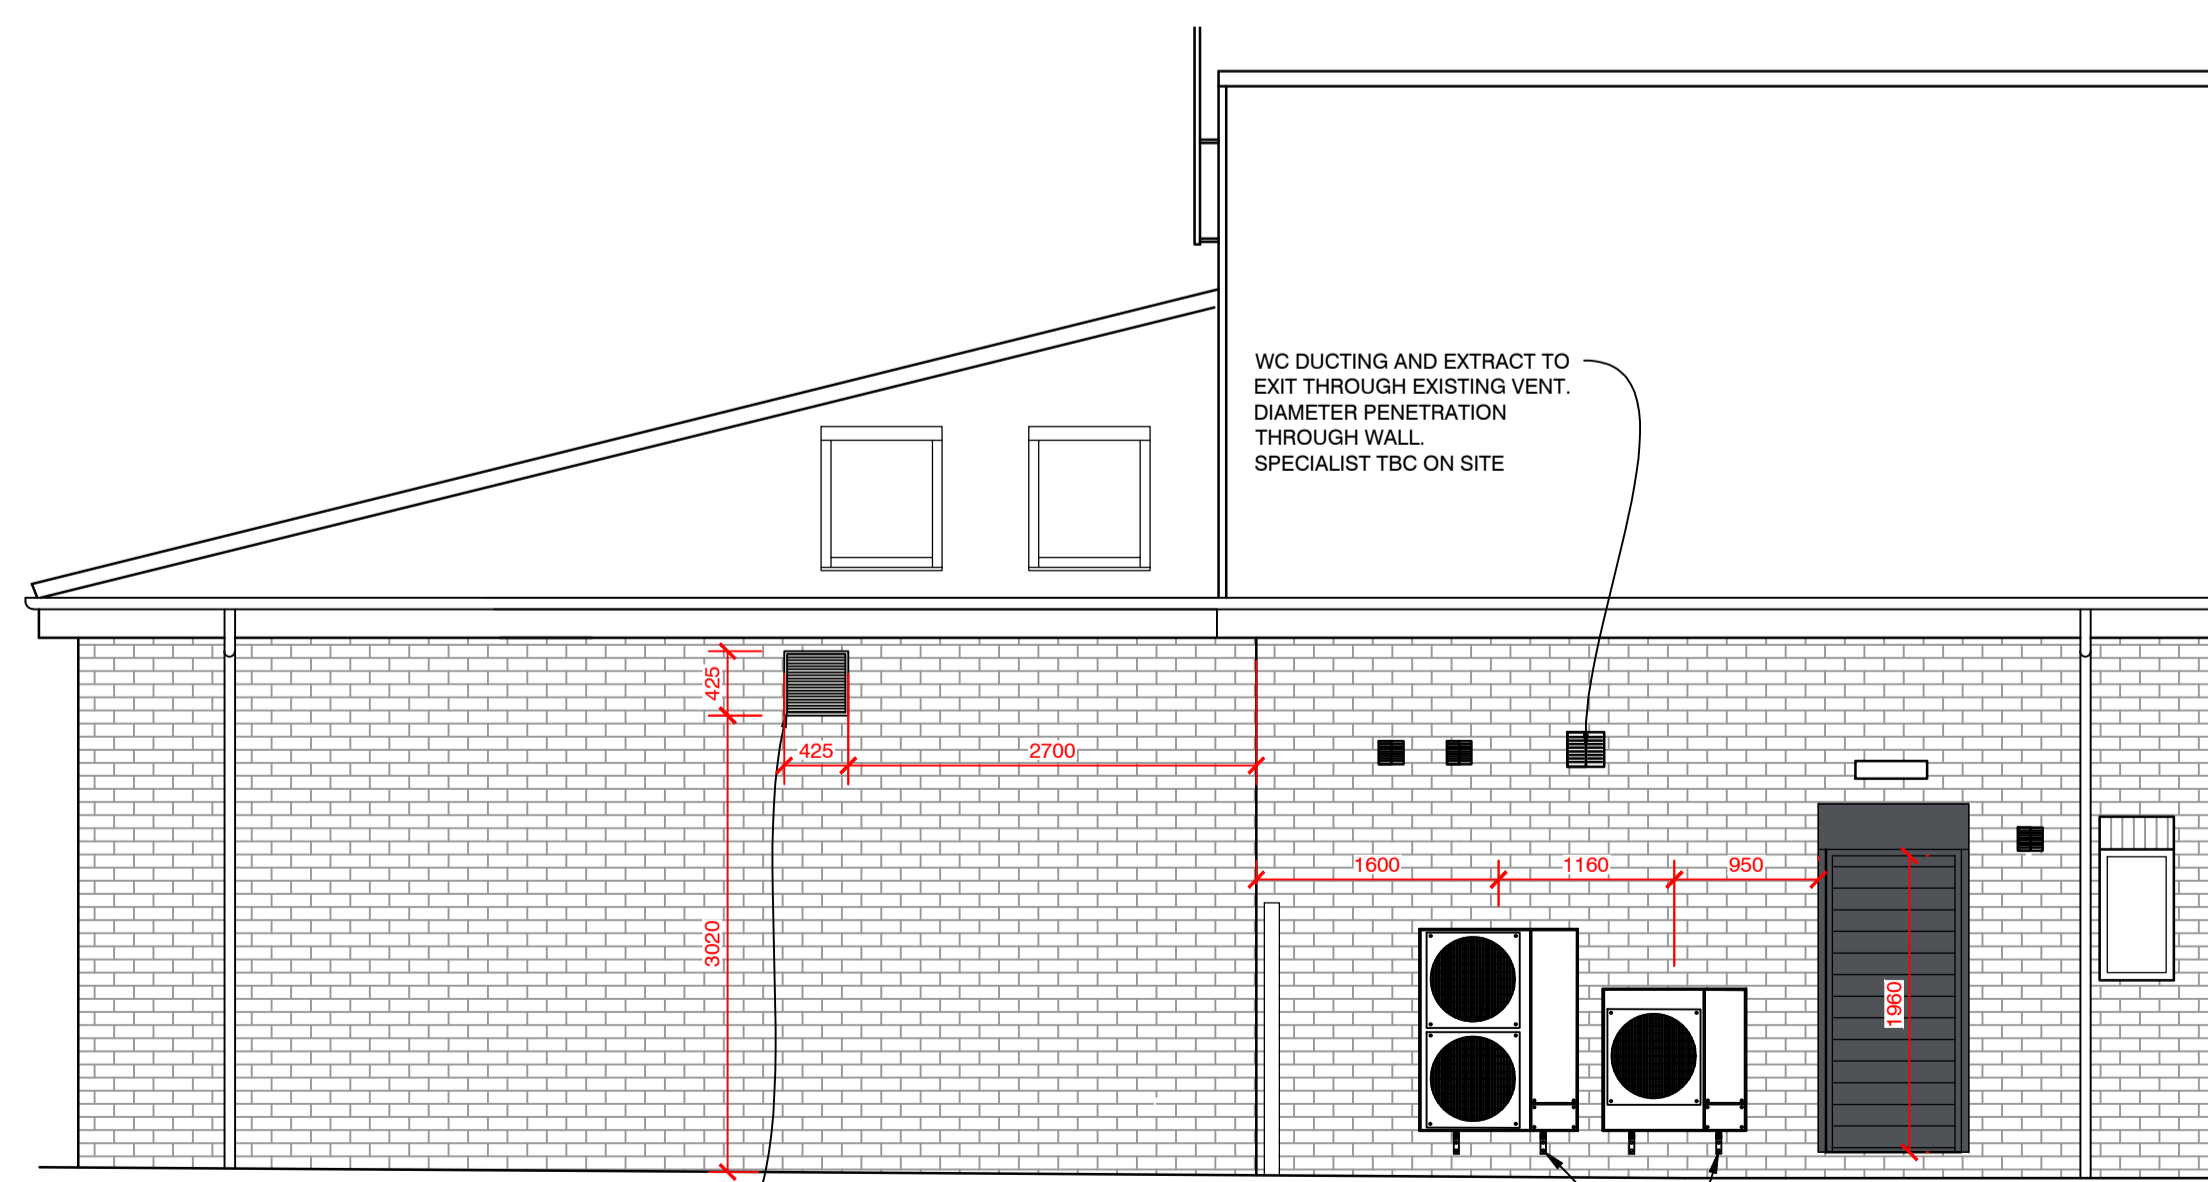 WC DUCTING AND EXTRACT TO
EXIT THROUGH EXISTING VENT.
DIAMETER PENETRATION
THROUGH WALL.
SPECIALIST TBC ON SITE
425
425
2700
1600
1160
950
3020
1960